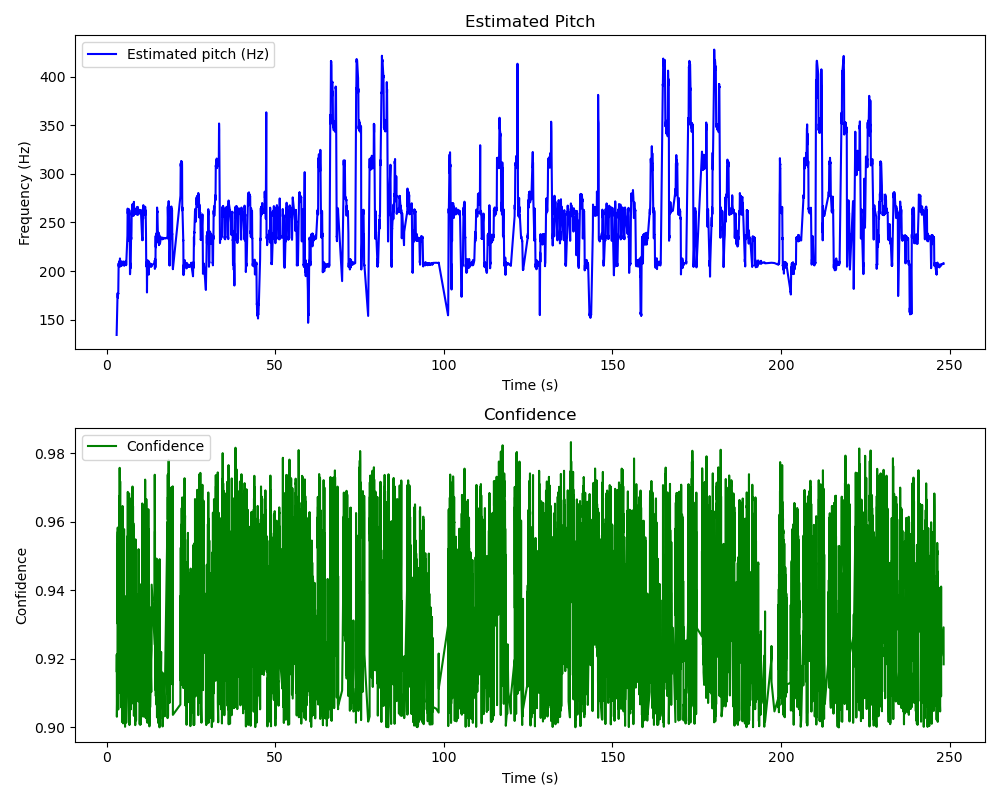 Estimated Pitch
Estimated pitch (Hz)
Frequency (Hz)
400
350
300
250
200
150
0 50 100 150 200 250
Time (s)
Confidence
Confidence
Confidence
0.98
0.96
0.94
0.92
0.90
0 50 100 150 200 250
Time (s)